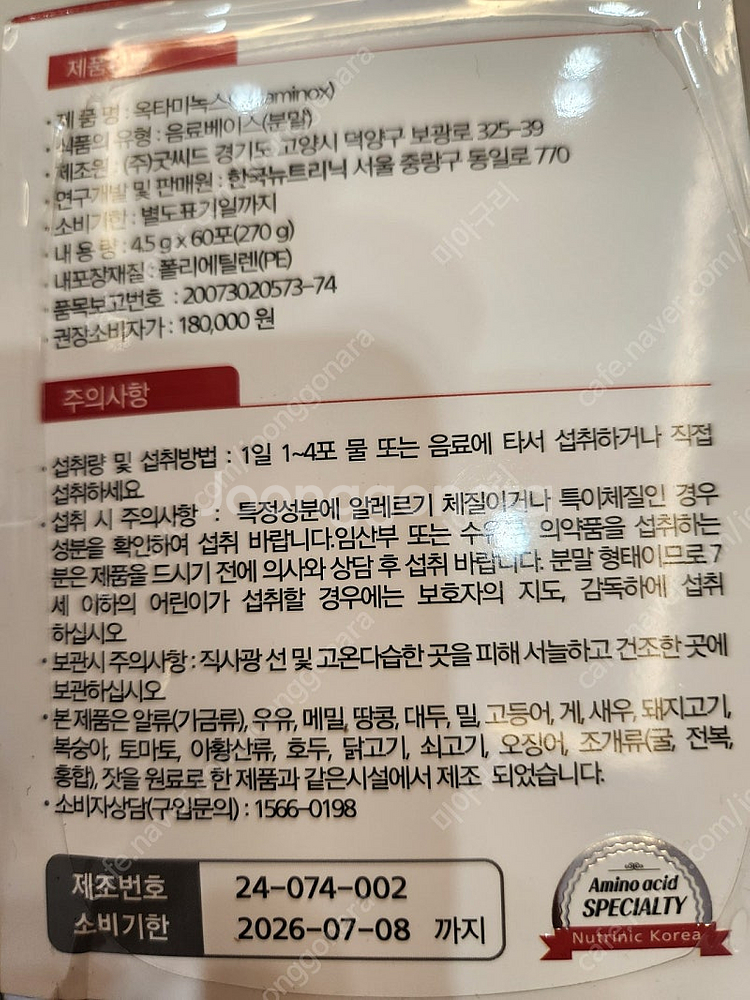 제품
· 제 품 명 : 옥타미녹스 aminox)
· 식품의 유형 : 음료베이스(분말)
· 제조원 : (주)굿씨드 경기도 고양시 덕양구 보광로 325-39
· 연구개발 및 판매원 : 한국뉴트리닉 서울 중랑구 동일로 770
· 소비기한 : 별도표기일까지
· 내 용 량 : 4.5 g x 60포(270 g)
· 내포장재질 : 폴리에틸렌(PE)
· 품목보고번호 : 20073020573-74
· 권장소비자가 : 180,000 원
주의사항
· 섭취량 및 섭취방법 : 1일 1~4포 물 또는 음료에 타서 섭취하거나 직접
섭취하세요
· 섭취 시 주의사항 : 특정성분에 알레르기 체질이거나 특이체질인 경우
성분을 확인하여 섭취 바랍니다.임산부 또는 의약품을 섭취하는
분은 제품을 드시기 전에 의사와 상담 후 섭취 바랍니다. 분말 형태이므로 7
세 이하의 어린이가 섭취할 경우에는 보호자의 지도, 감독하에 섭취
하십시오
· 보관시 주의사항 : 직사광 선 및 고온다습한 곳을 피해 서늘하고 건조한 곳에
보관하십시오
· 본 제품은 알류(가금류), 우유, 메밀, 땅콩, 대두, 밀, 고등어, 게, 새우, 돼지고기,
복숭아, 토마토, 아황산류, 호두, 닭고기, 쇠고기, 오징어, 조개류(굴, 전복,
홍합), 잣을 원료로 한 제품과 같은시설에서 제조 되었습니다.
· 소비자상담(구입문의) : 1566-0198
제조번호 24-074-002
소비기한 2026-07-08 까지
Amino acid
SPECIALTY
Nutrinic Korea
Joonggonara
미아구리
cafe.naver.com/j